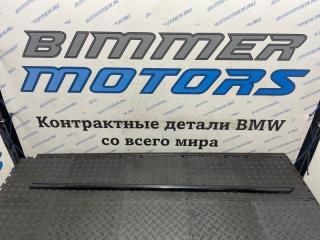 BIMMER
MOTORS
Контрактные детали BMW
со всего мира